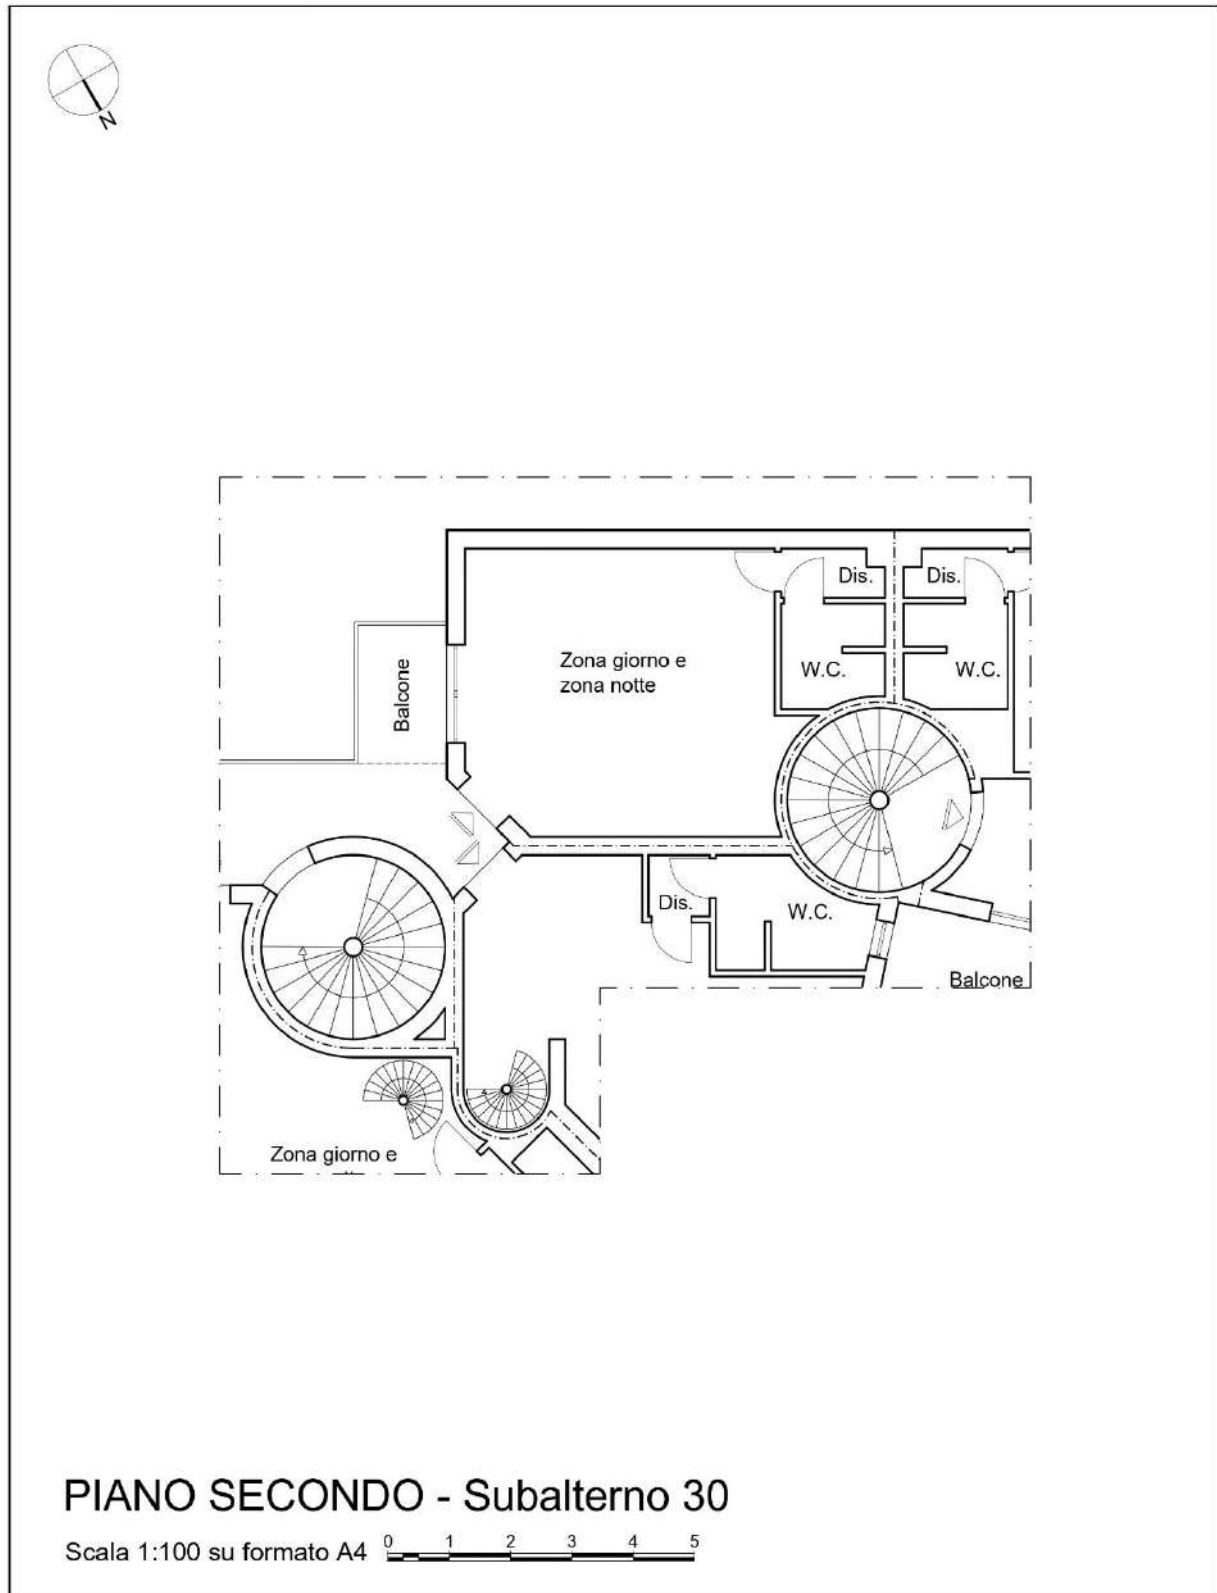 N
Dis.
Dis.
Zona giorno e
zona notte
Balcone
W.C.
W.C.
Dis.
W.C.
Balcone
Zona giorno e
PIANO SECONDO - Subalterno 30
Scala 1:100 su formato A4
0 1 2 3 4 5